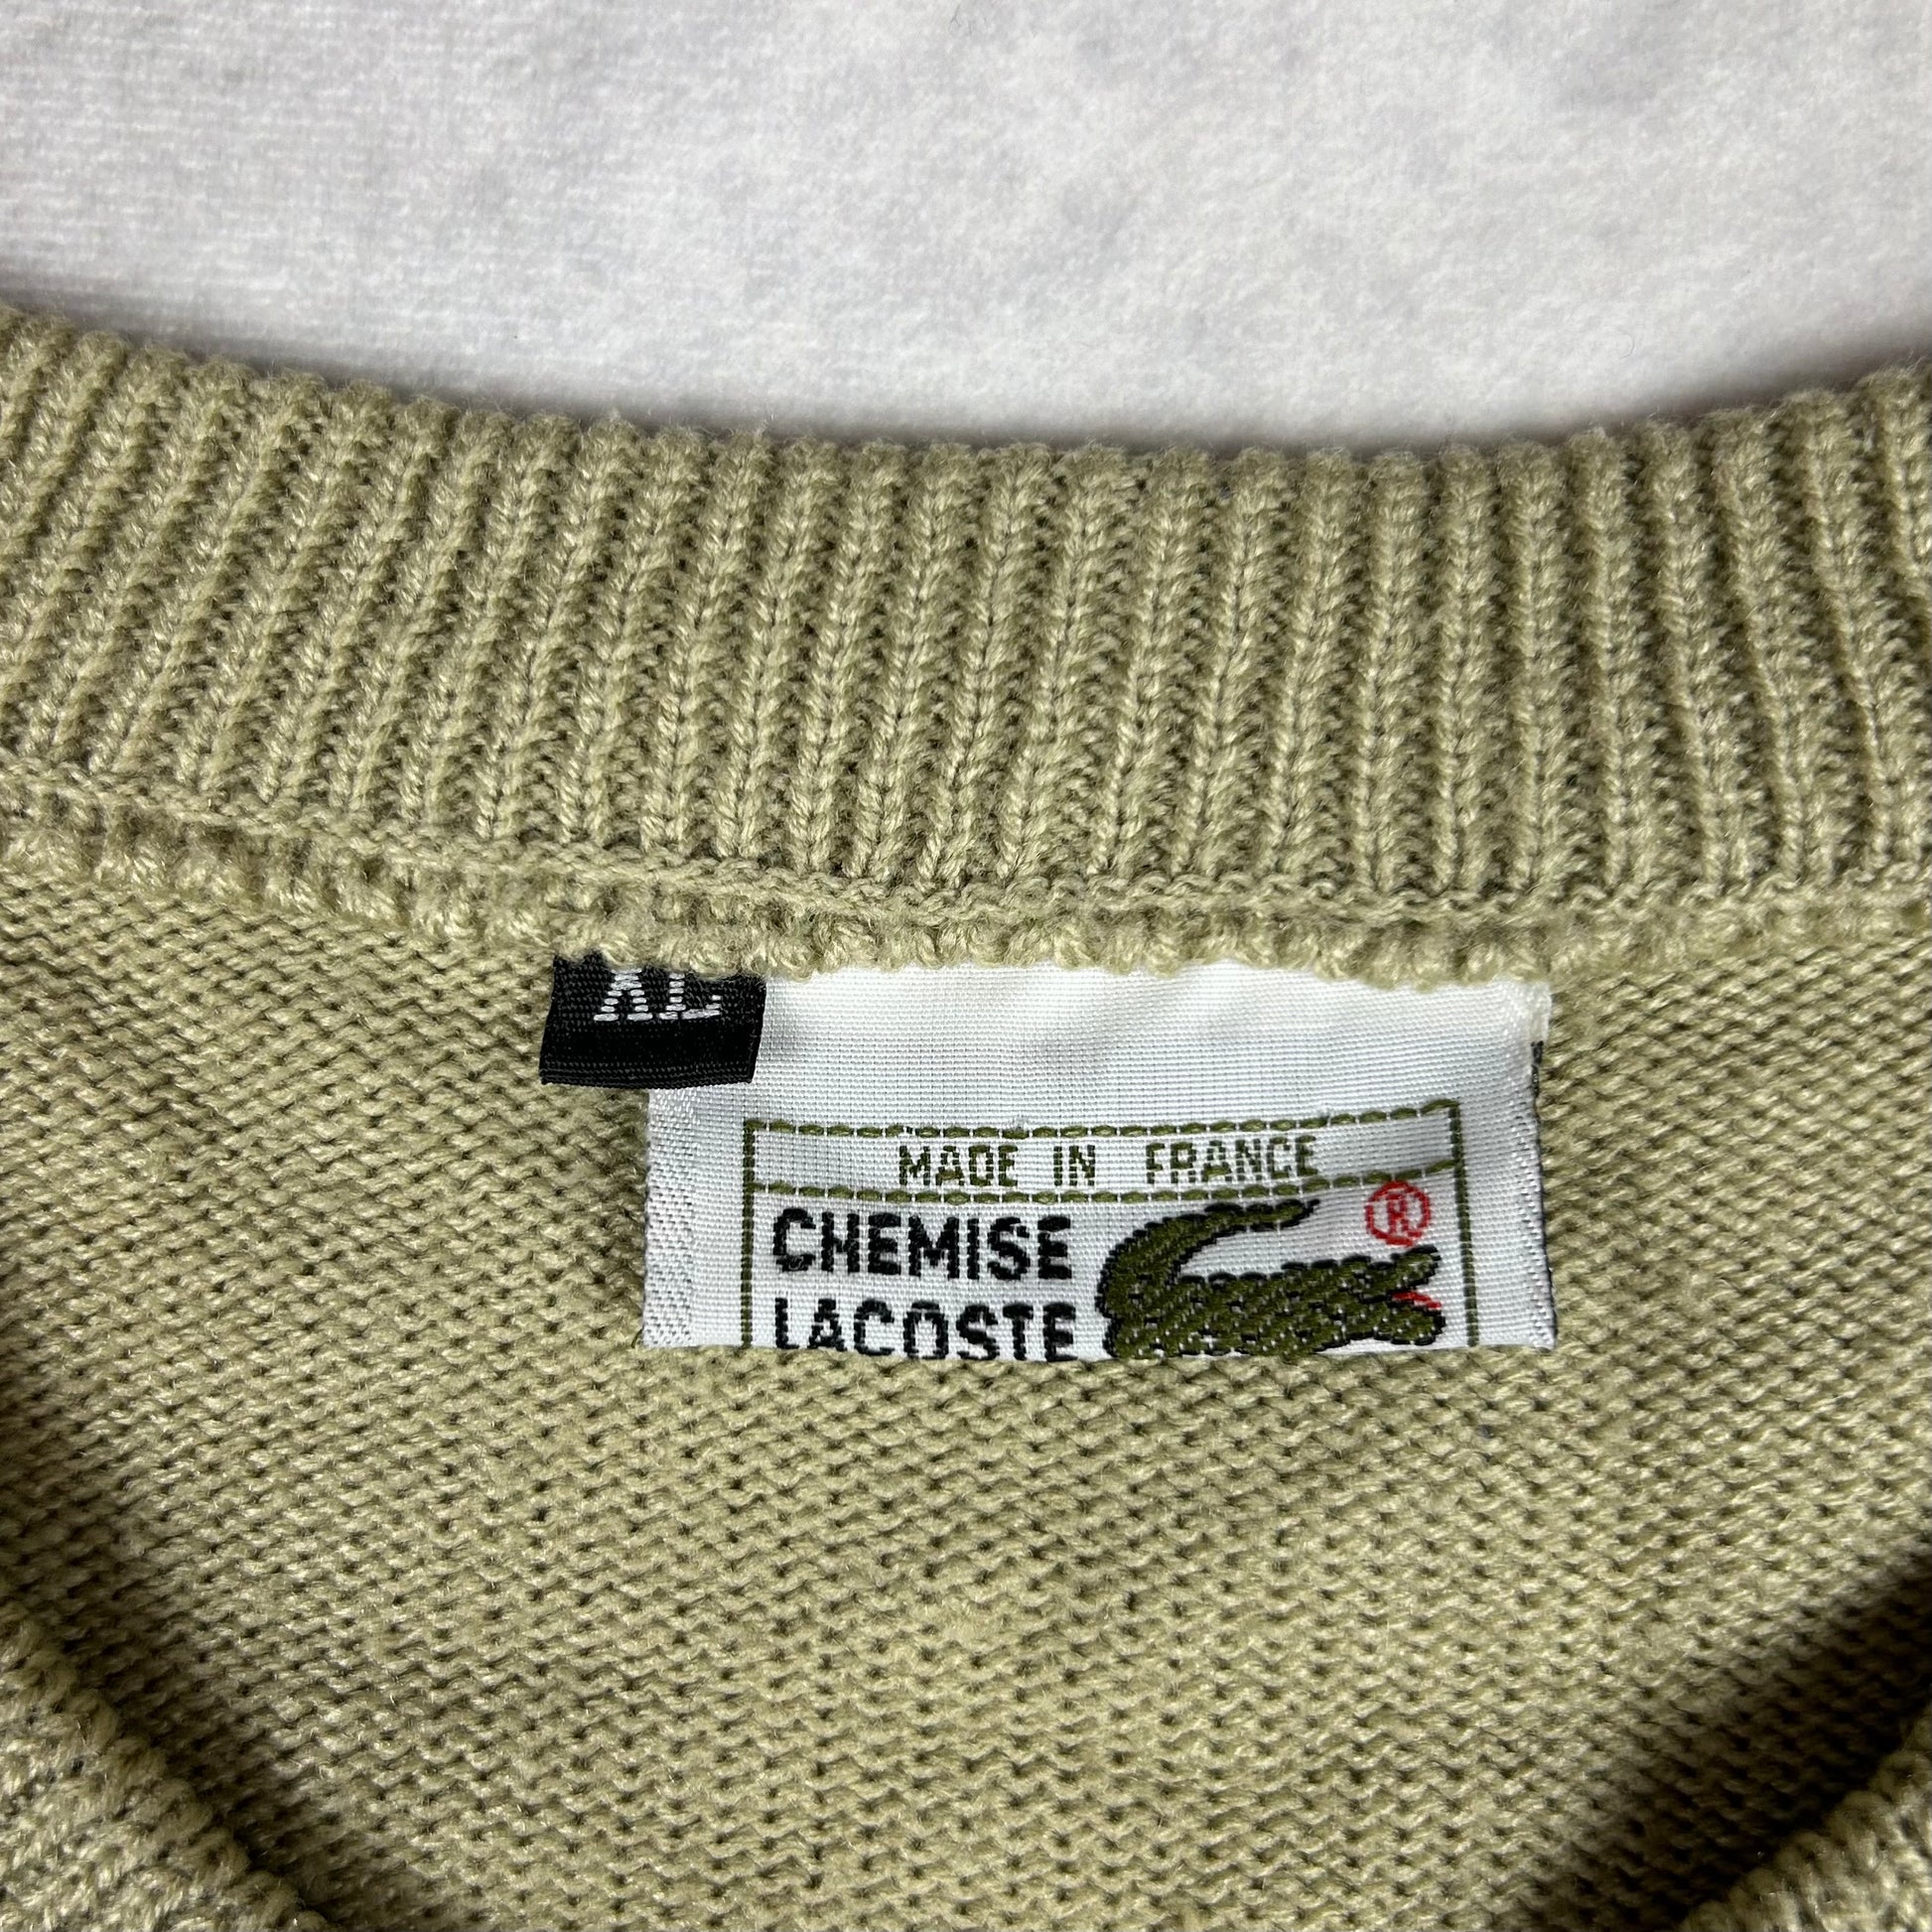 XL
MADE IN FRANCE
®
CHEMISE
LACOSTE